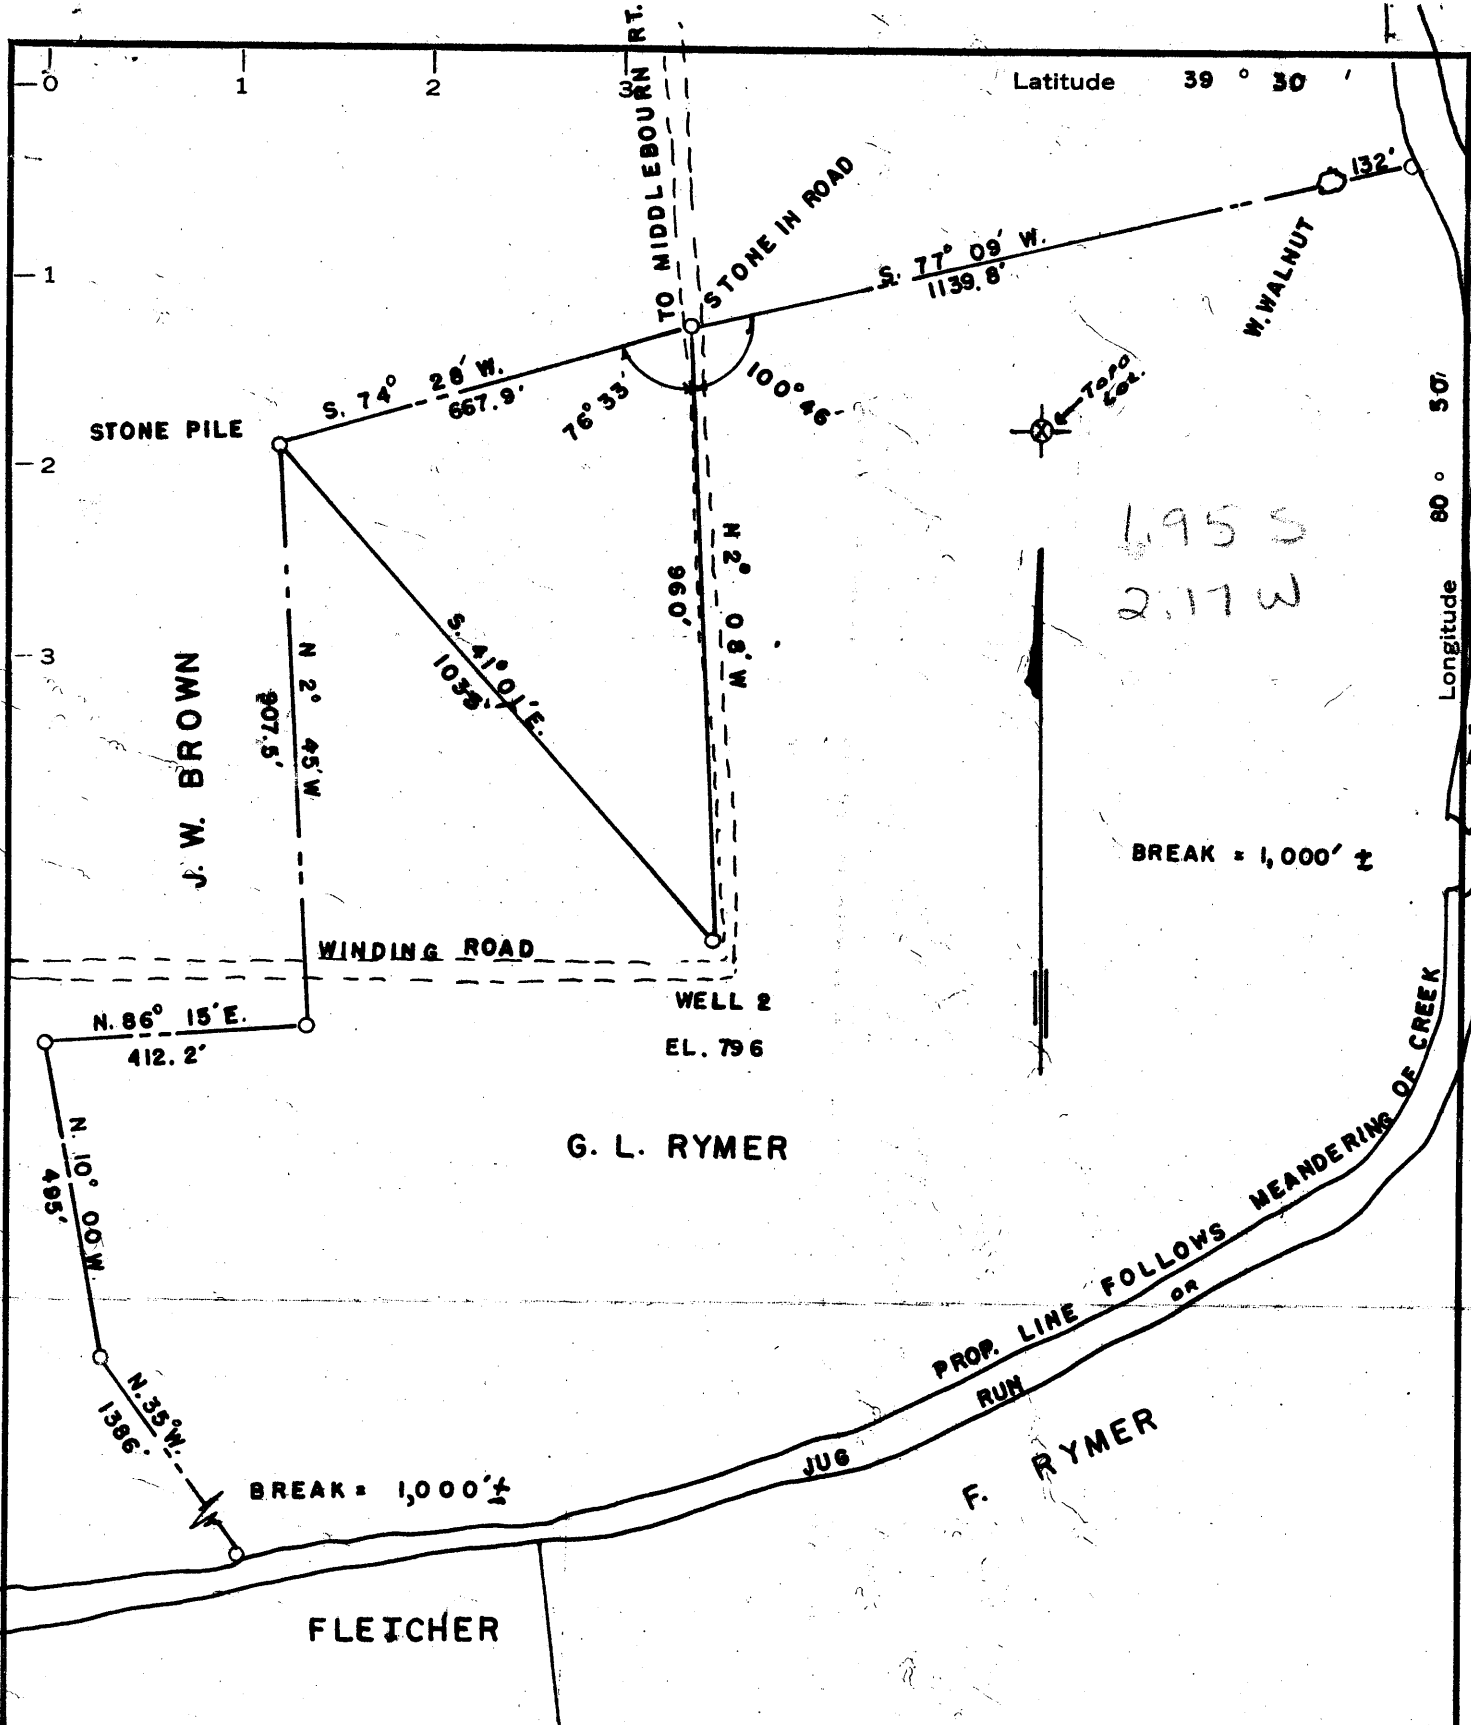 TO MIDDLEBOURN RT.
0 1 2 3
Latitude 39 ° 30 '
132'
STONE IN ROAD
1
S. 77° 09' W.
1139.8'
W. WALNUT
S. 74° 28' W.
667.9'
76° 33'
100° 46'
TOPO
LOC.
STONE PILE
2
Longitude 80 ° 50'
1.95 S
2.17 W
N 2° 08' W
960.'
S. 41° 01' E.
1033.'
3
N 2° 45' W
907.5'
J. W. BROWN
BREAK = 1,000' ±
WINDING ROAD
WELL 2
EL. 796
N. 86° 15' E.
412.2'
G. L. RYMER
N. 10° 00 W.
495.'
PROP. LINE FOLLOWS MEANDERING OF CREEK
OR
JUG RUN
N. 35° W.
1386.'
BREAK = 1,000' ±
F. RYMER
FLETCHER